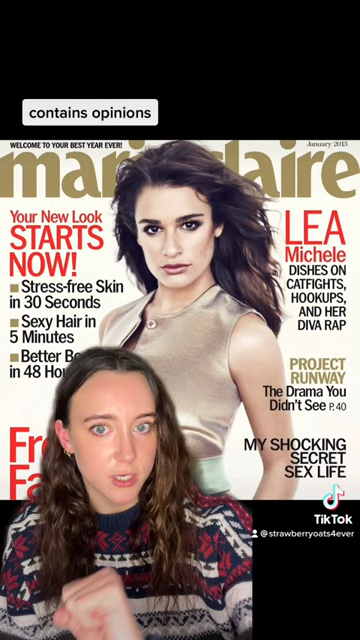 contains opinions
WELCOME TO YOUR BEST YEAR EVER!
January 2013
marie claire
Your New Look
STARTS
NOW!
Stress-free Skin
in 30 Seconds
Sexy Hair in
5 Minutes
Better
in 48
LEA
Michele
DISHES ON
CATFIGHTS,
HOOKUPS,
AND HER
DIVA RAP
PROJECT
RUNWAY
The Drama You
Didn't See P.40
MY SHOCKING
SECRET
SEX LIFE
TikTok
@strawberryoats4ever